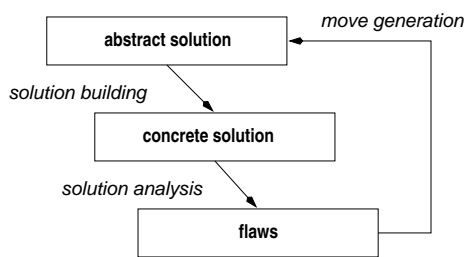 move generation
abstract solution
solution building
concrete solution
solution analysis
flaws